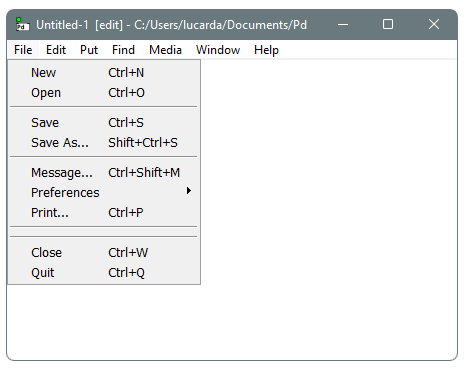 Pd
Untitled-1 [edit] - C:/Users/lucarda/Documents/Pd
File Edit Put Find Media Window Help
New Ctrl+N
Open Ctrl+O
Save Ctrl+S
Save As... Shift+Ctrl+S
Message... Ctrl+Shift+M
Preferences
Print... Ctrl+P
Close Ctrl+W
Quit Ctrl+Q